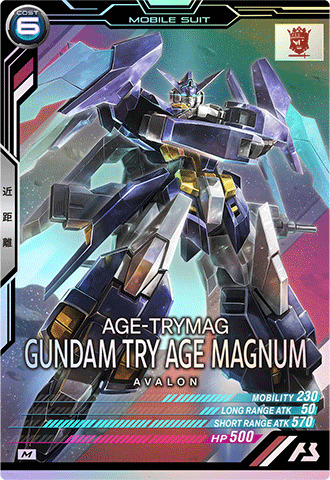 MOBILE SUIT
COST
6
近距離
AGE-TRYMAG
GUNDAM TRY AGE MAGNUM
AVALON
MOBILITY 230
LONG RANGE ATK 50
SHORT RANGE ATK 570
HP 500
M